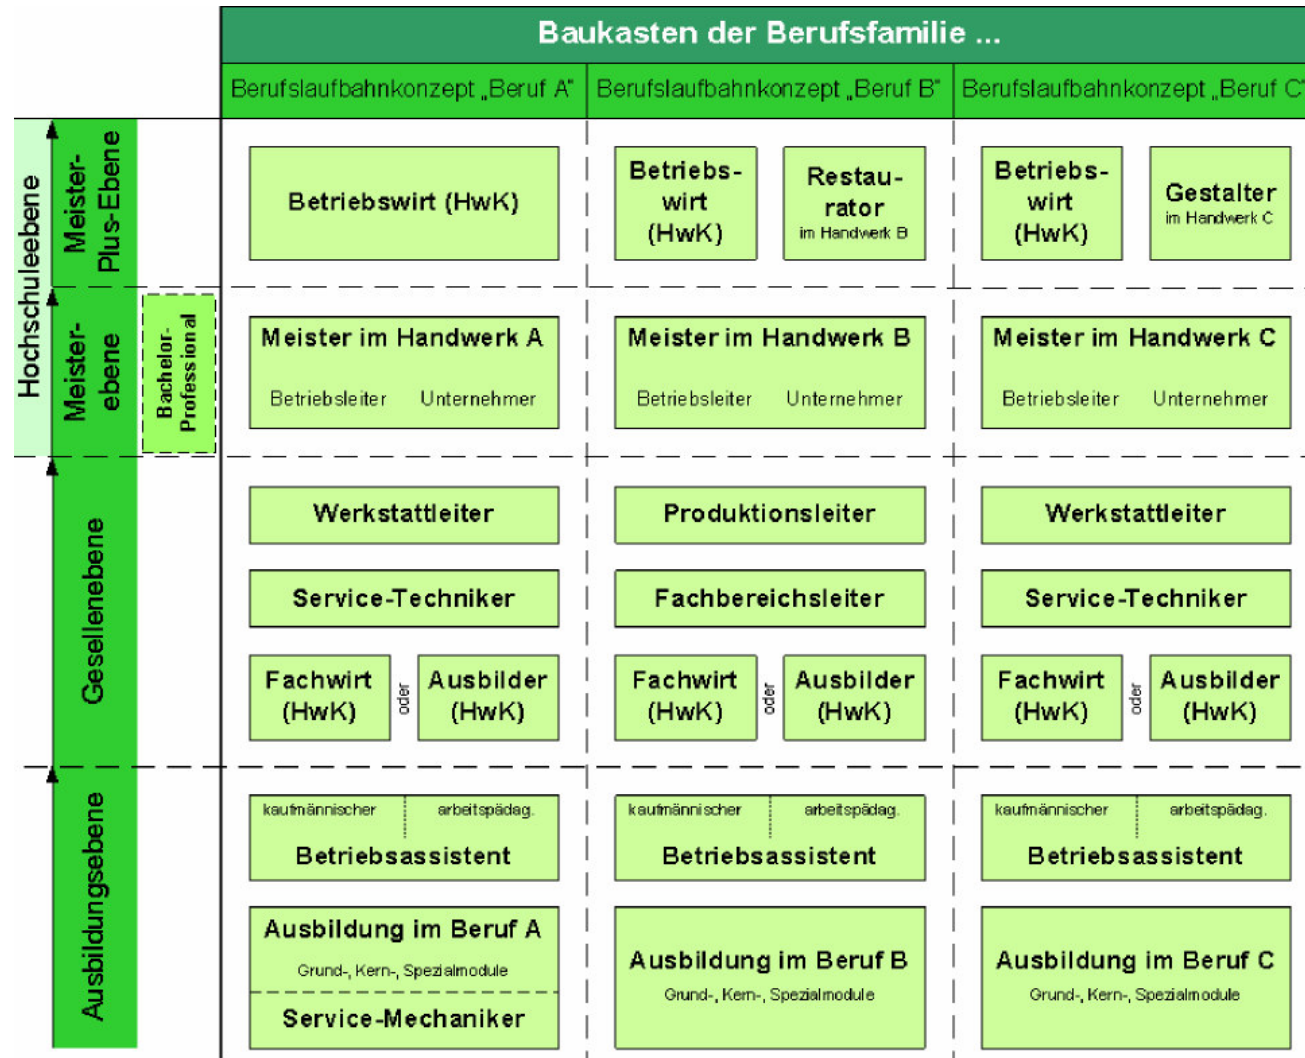 Baukasten der Berufsfamilie ...
Berufslaufbahnkonzept „Beruf A"
Berufslaufbahnkonzept „Beruf B"
Berufslaufbahnkonzept „Beruf C"
Hochschuleebene
Meister-
Plus-Ebene
Betriebswirt (HwK)
Betriebs-
wirt
(HwK)
Restau-
rator
im Handwerk B
Betriebs-
wirt
(HwK)
Gestalter
im Handwerk C
Meister-
ebene
Bachelor-
Professional
Meister im Handwerk A
Betriebsleiter Unternehmer
Meister im Handwerk B
Betriebsleiter Unternehmer
Meister im Handwerk C
Betriebsleiter Unternehmer
Gesellenebene
Werkstattleiter
Produktionsleiter
Werkstattleiter
Service-Techniker
Fachbereichsleiter
Service-Techniker
Fachwirt
(HwK)
oder
Ausbilder
(HwK)
Fachwirt
(HwK)
oder
Ausbilder
(HwK)
Fachwirt
(HwK)
oder
Ausbilder
(HwK)
Ausbildungsebene
kaufmännischer arbeitspädag.
Betriebsassistent
kaufmännischer arbeitspädag.
Betriebsassistent
kaufmännischer arbeitspädag.
Betriebsassistent
Ausbildung im Beruf A
Grund-, Kern-, Spezialmodule
Service-Mechaniker
Ausbildung im Beruf B
Grund-, Kern-, Spezialmodule
Ausbildung im Beruf C
Grund-, Kern-, Spezialmodule